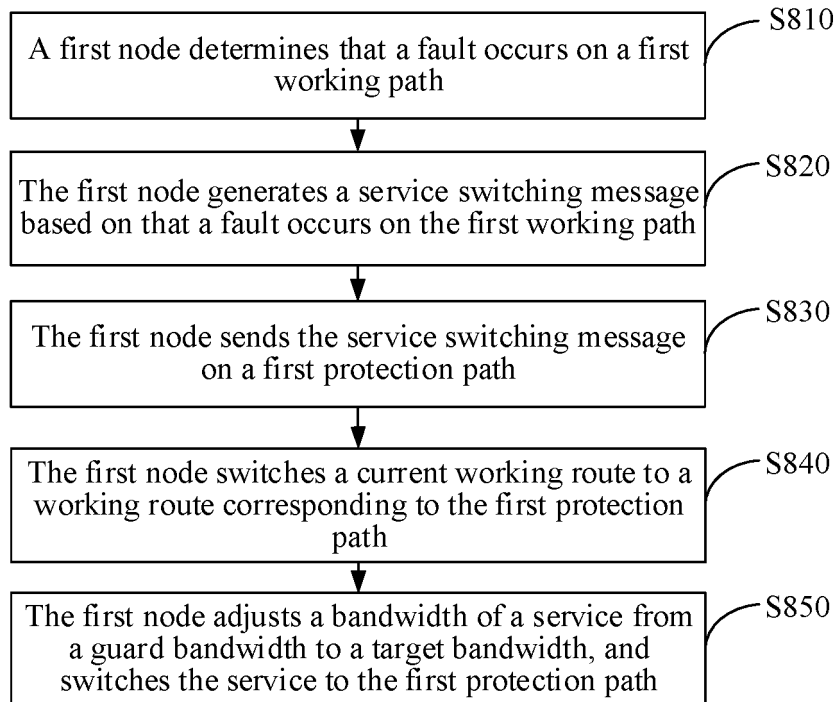 S810
A first node determines that a fault occurs on a first
working path
S820
The first node generates a service switching message
based on that a fault occurs on the first working path
S830
The first node sends the service switching message
on a first protection path
S840
The first node switches a current working route to a
working route corresponding to the first protection
path
S850
The first node adjusts a bandwidth of a service from
a guard bandwidth to a target bandwidth, and
switches the service to the first protection path